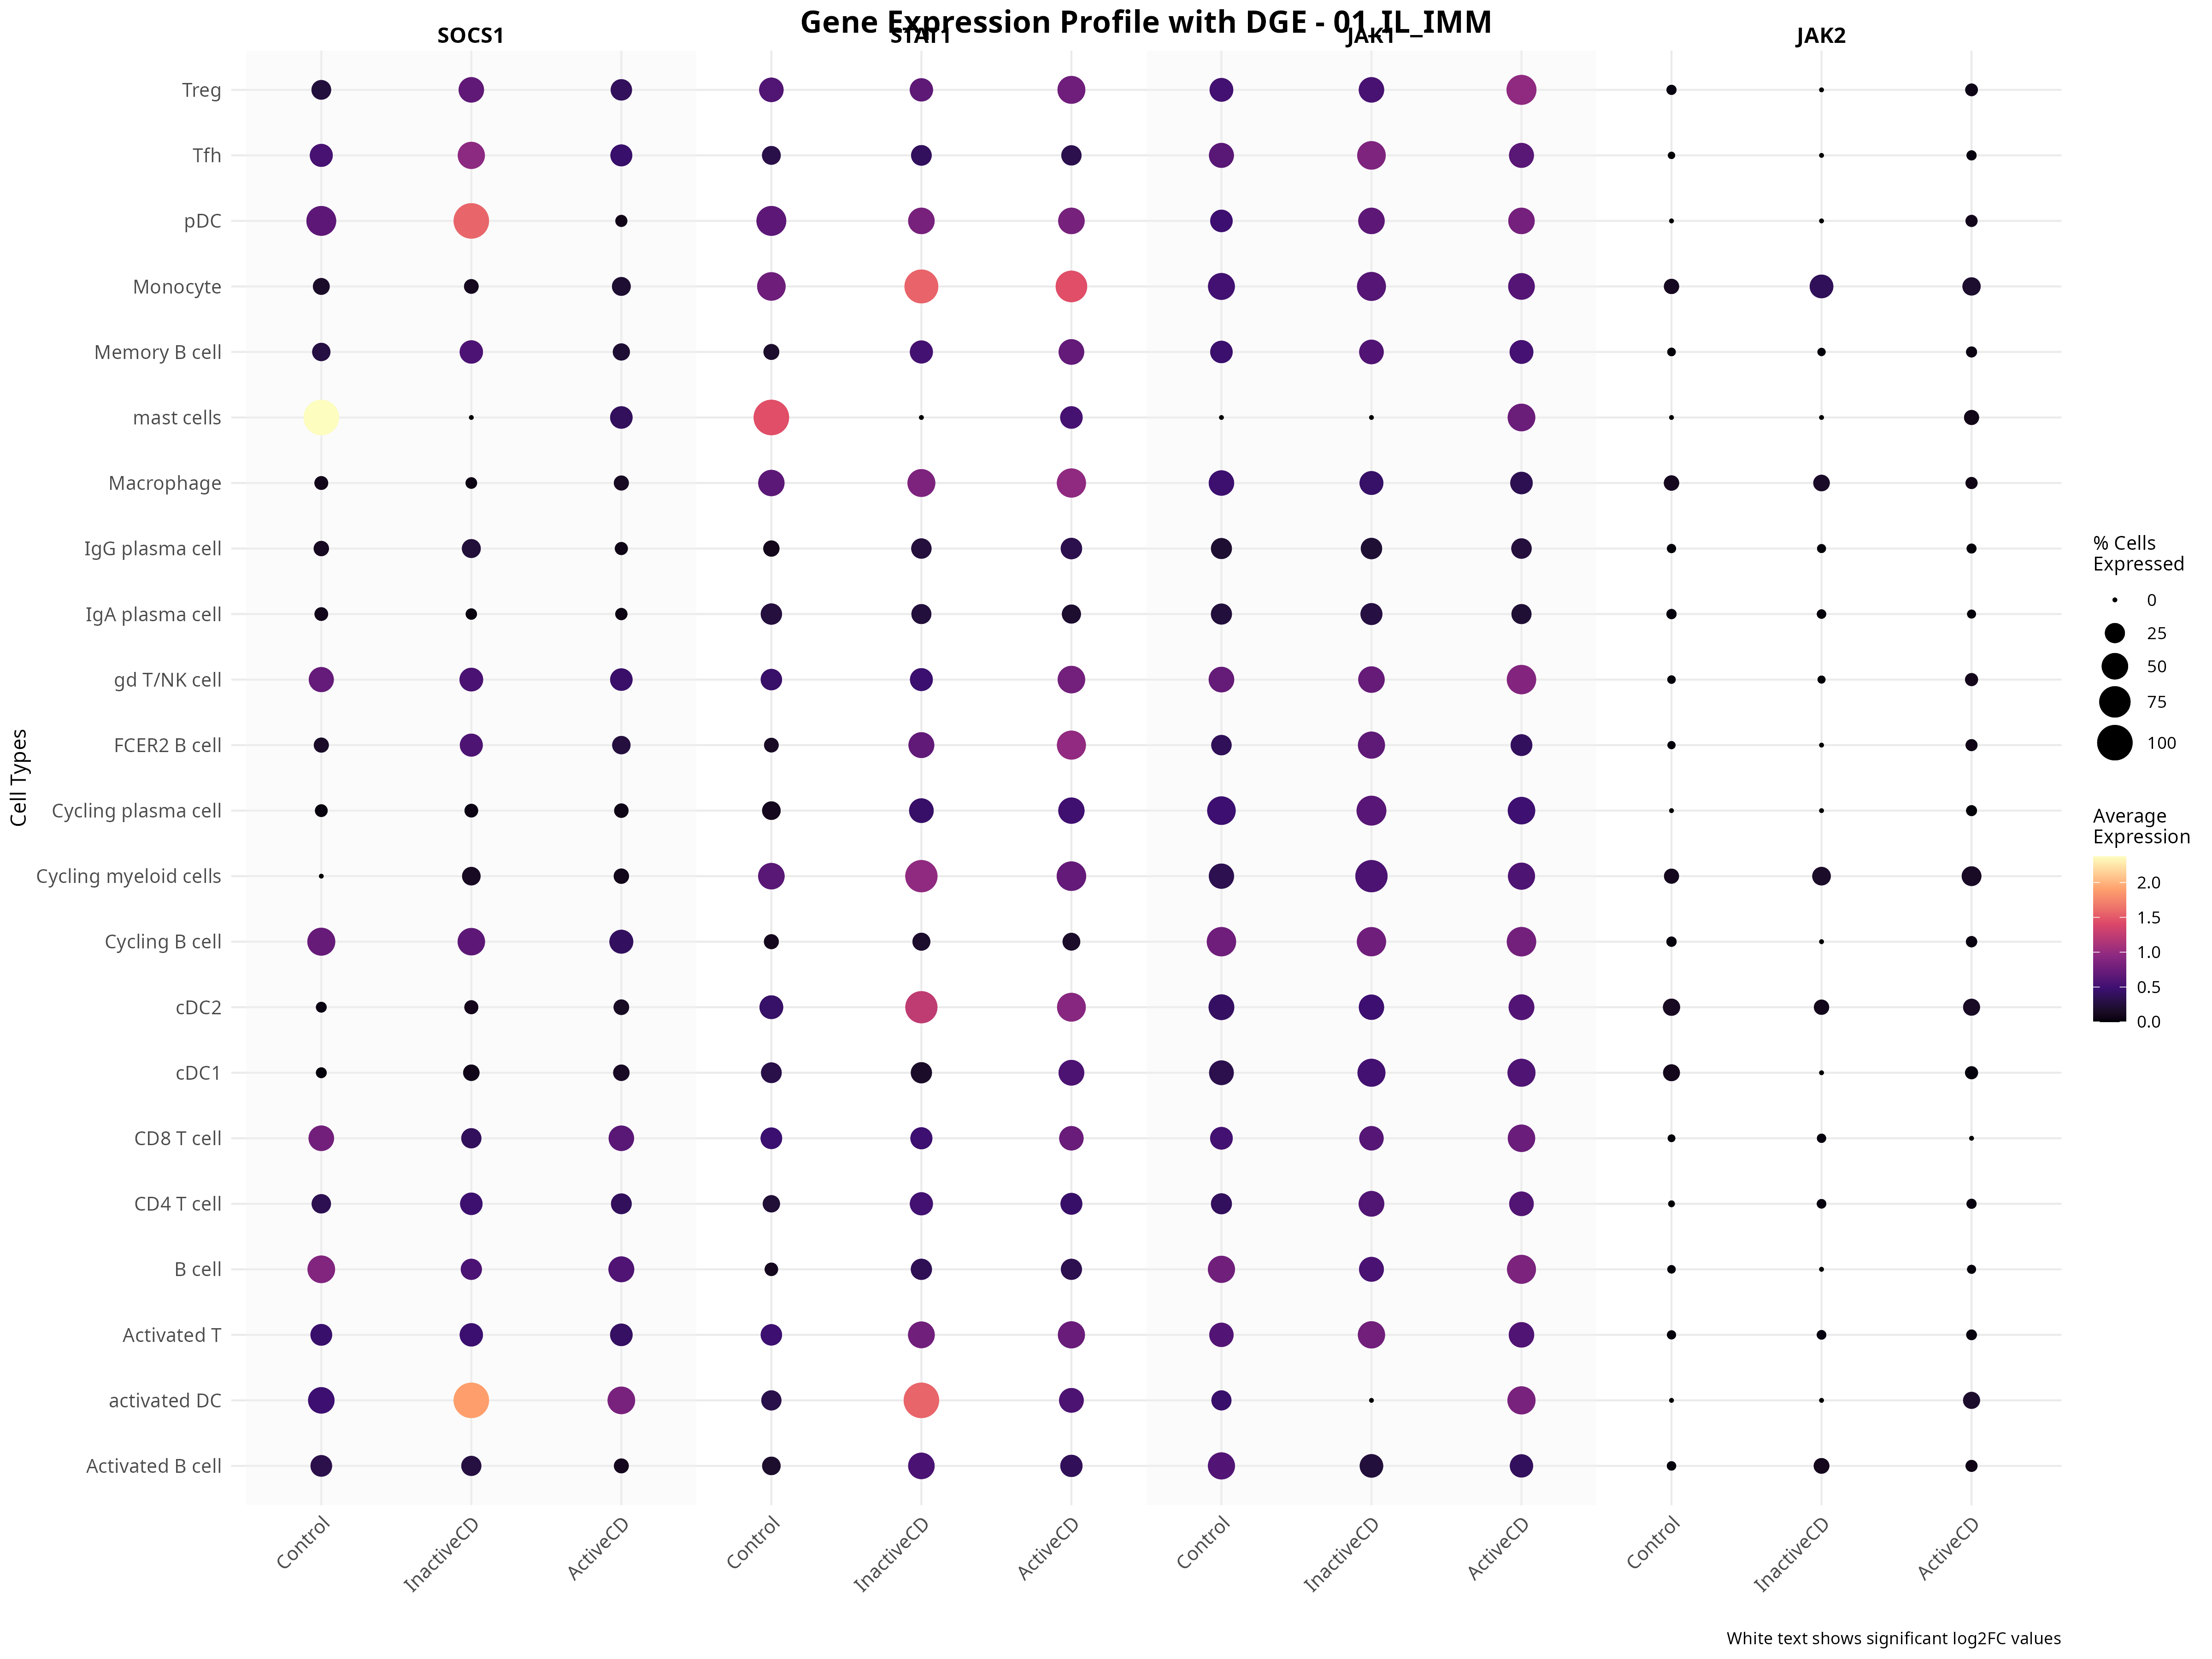 Gene Expression Profile with DGE - 01_IL_IMM
SOCS1 STAT1 JAK1 JAK2
Treg
Tfh
pDC
Monocyte
Memory B cell
mast cells
Macrophage
IgG plasma cell
IgA plasma cell
gd T/NK cell
FCER2 B cell
Cycling plasma cell
Cycling myeloid cells
Cycling B cell
cDC2
cDC1
CD8 T cell
CD4 T cell
B cell
Activated T
activated DC
Activated B cell
Cell Types
Control InactiveCD ActiveCD Control InactiveCD ActiveCD Control InactiveCD ActiveCD Control InactiveCD ActiveCD
% Cells
Expressed
0
25
50
75
100
Average
Expression
2.0
1.5
1.0
0.5
0.0
White text shows significant log2FC values